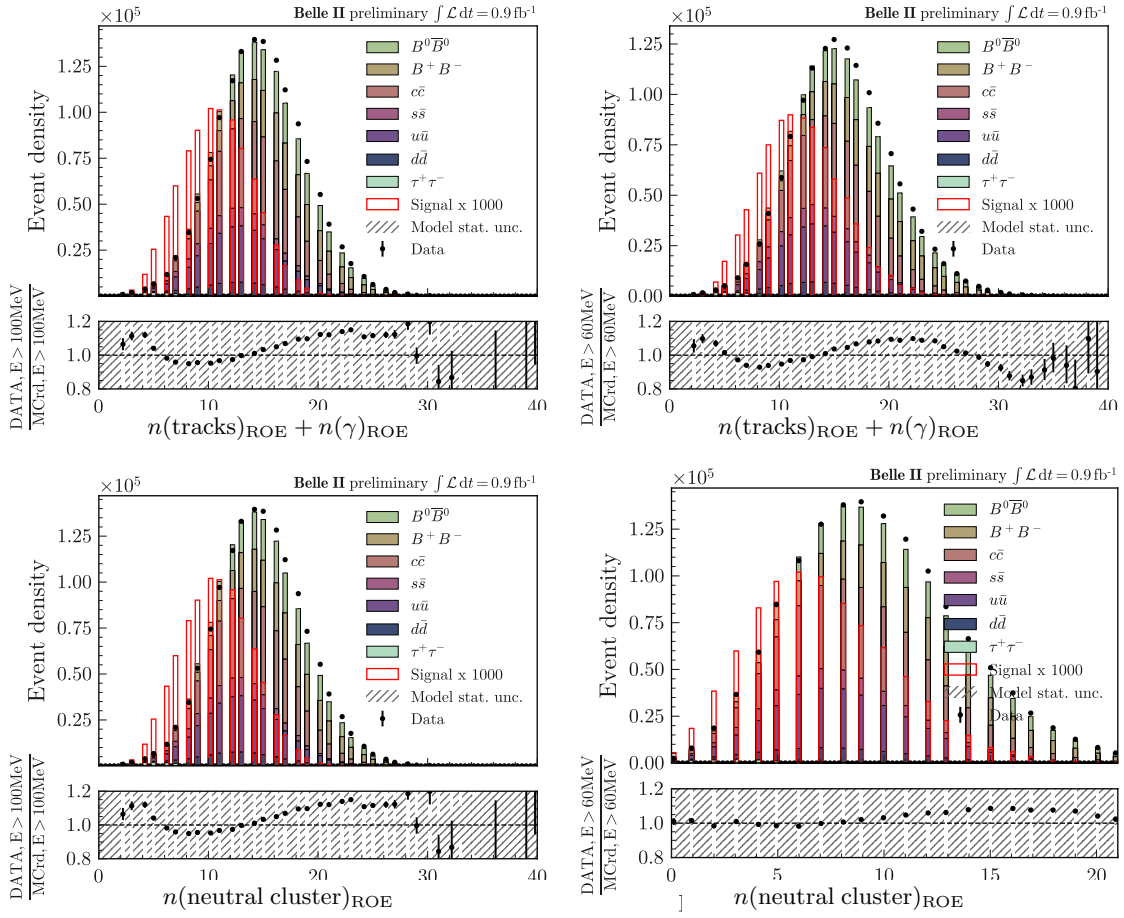 ×10⁵
Belle II preliminary ∫ℒ dt = 0.9 fb⁻¹
Event density
1.25
1.00
0.75
0.50
0.25
B⁰B̅⁰
B⁺B⁻
cc̄
ss̄
uū
dd̄
τ⁺τ⁻
Signal x 1000
Model stat. unc.
Data
DATA, E > 100MeV
MCrd, E > 100MeV
1.2
1.0
0.8
0 10 20 30 40
n(tracks)ROE + n(γ)ROE
×10⁵
Belle II preliminary ∫ℒ dt = 0.9 fb⁻¹
Event density
1.25
1.00
0.75
0.50
0.25
0.00
B⁰B̅⁰
B⁺B⁻
cc̄
ss̄
uū
dd̄
τ⁺τ⁻
Signal x 1000
Model stat. unc.
Data
DATA, E > 60MeV
MCrd, E > 60MeV
1.2
1.0
0.8
0 10 20 30 40
n(tracks)ROE + n(γ)ROE
×10⁵
Belle II preliminary ∫ℒ dt = 0.9 fb⁻¹
Event density
1.25
1.00
0.75
0.50
0.25
B⁰B̅⁰
B⁺B⁻
cc̄
ss̄
uū
dd̄
τ⁺τ⁻
Signal x 1000
Model stat. unc.
Data
DATA, E > 100MeV
MCrd, E > 100MeV
1.2
1.0
0.8
0 10 20 30 40
n(neutral cluster)ROE
×10⁵
Belle II preliminary ∫ℒ dt = 0.9 fb⁻¹
Event density
1.25
1.00
0.75
0.50
0.25
0.00
B⁰B̅⁰
B⁺B⁻
cc̄
ss̄
uū
dd̄
τ⁺τ⁻
Signal x 1000
Model stat. unc.
Data
DATA, E > 60MeV
MCrd, E > 60MeV
1.2
1.0
0.8
0 5 10 15 20
n(neutral cluster)ROE
]